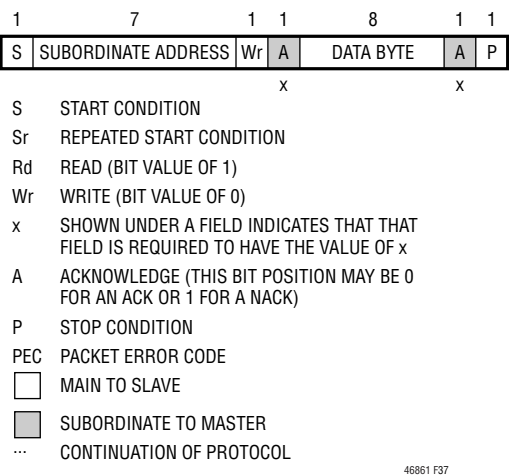 1 7 1 1 8 1 1
S SUBORDINATE ADDRESS Wr A DATA BYTE A P
x x
S START CONDITION
Sr REPEATED START CONDITION
Rd READ (BIT VALUE OF 1)
Wr WRITE (BIT VALUE OF 0)
x SHOWN UNDER A FIELD INDICATES THAT THAT
FIELD IS REQUIRED TO HAVE THE VALUE OF x
A ACKNOWLEDGE (THIS BIT POSITION MAY BE 0
FOR AN ACK OR 1 FOR A NACK)
P STOP CONDITION
PEC PACKET ERROR CODE
MAIN TO SLAVE
SUBORDINATE TO MASTER
... CONTINUATION OF PROTOCOL
46861 F37